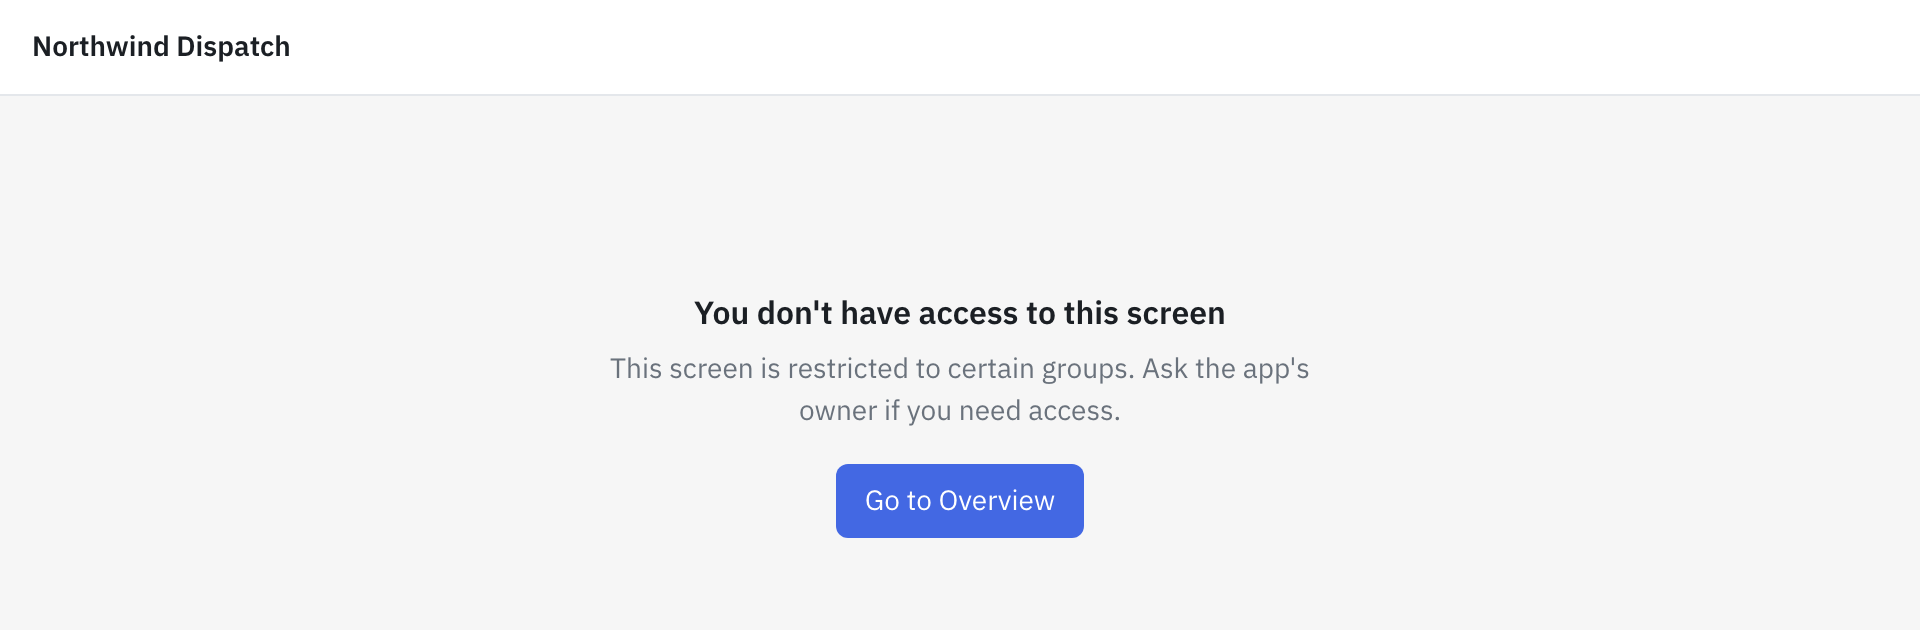 Northwind Dispatch
You don't have access to this screen
This screen is restricted to certain groups. Ask the app's
owner if you need access.
Go to Overview